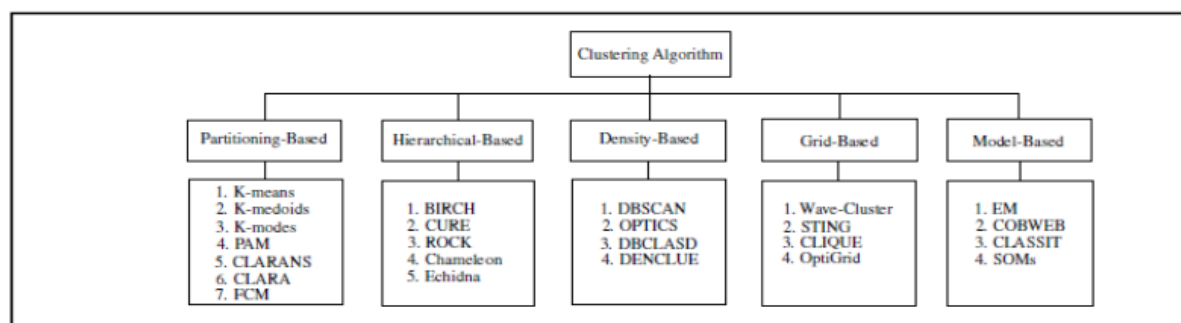 Clustering Algorithm
Partitioning-Based
Hierarchical-Based
Density-Based
Grid-Based
Model-Based
1. K-means
2. K-medoids
3. K-modes
4. PAM
5. CLARANS
6. CLARA
7. FCM
1. BIRCH
2. CURE
3. ROCK
4. Chameleon
5. Echidna
1. DBSCAN
2. OPTICS
3. DBCLASD
4. DENCLUE
1. Wave-Cluster
2. STING
3. CLIQUE
4. OptiGrid
1. EM
2. COBWEB
3. CLASSIT
4. SOMs